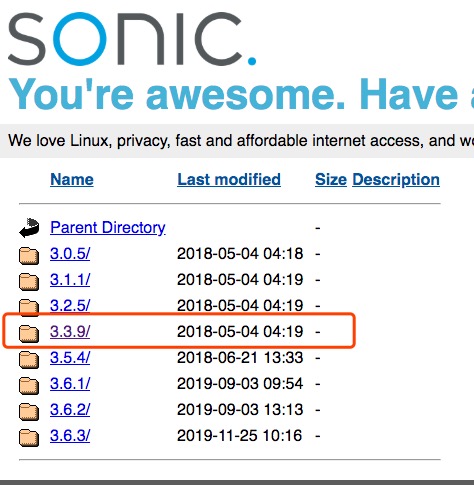 sonic.
You're awesome. Have
We love Linux, privacy, fast and affordable internet access, and
Name Last modified Size Description
Parent Directory -
3.0.5/ 2018-05-04 04:18 -
3.1.1/ 2018-05-04 04:19 -
3.2.5/ 2018-05-04 04:19 -
3.3.9/ 2018-05-04 04:19 -
3.5.4/ 2018-06-21 13:33 -
3.6.1/ 2019-09-03 09:54 -
3.6.2/ 2019-09-03 13:13 -
3.6.3/ 2019-11-25 10:16 -